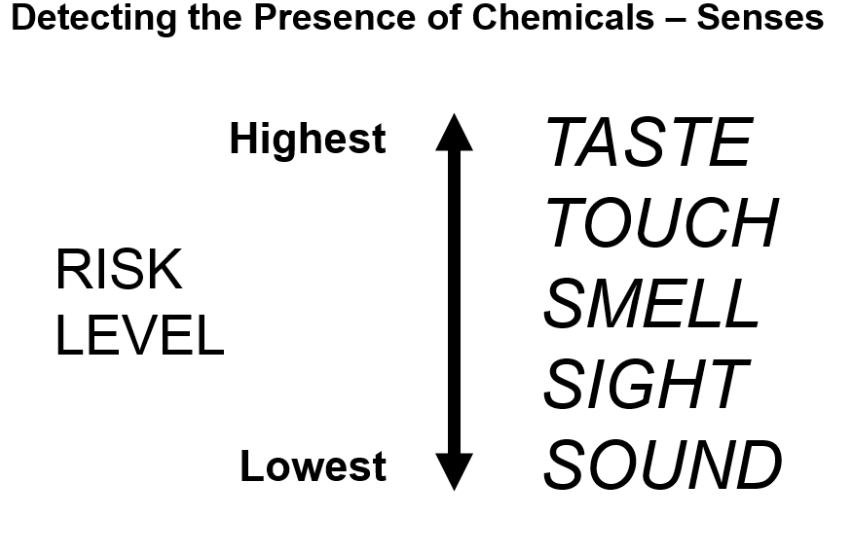 Detecting the Presence of Chemicals – Senses
Highest
TASTE
TOUCH
RISK
LEVEL
SMELL
SIGHT
Lowest
SOUND